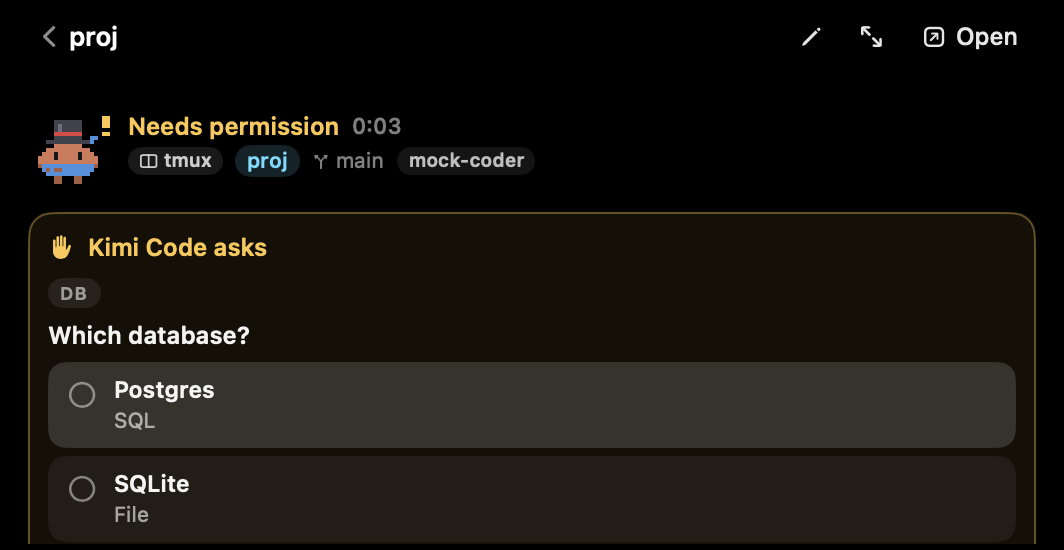 proj
Open
Needs permission 0:03
tmux proj main mock-coder
Kimi Code asks
DB
Which database?
Postgres
SQL
SQLite
File